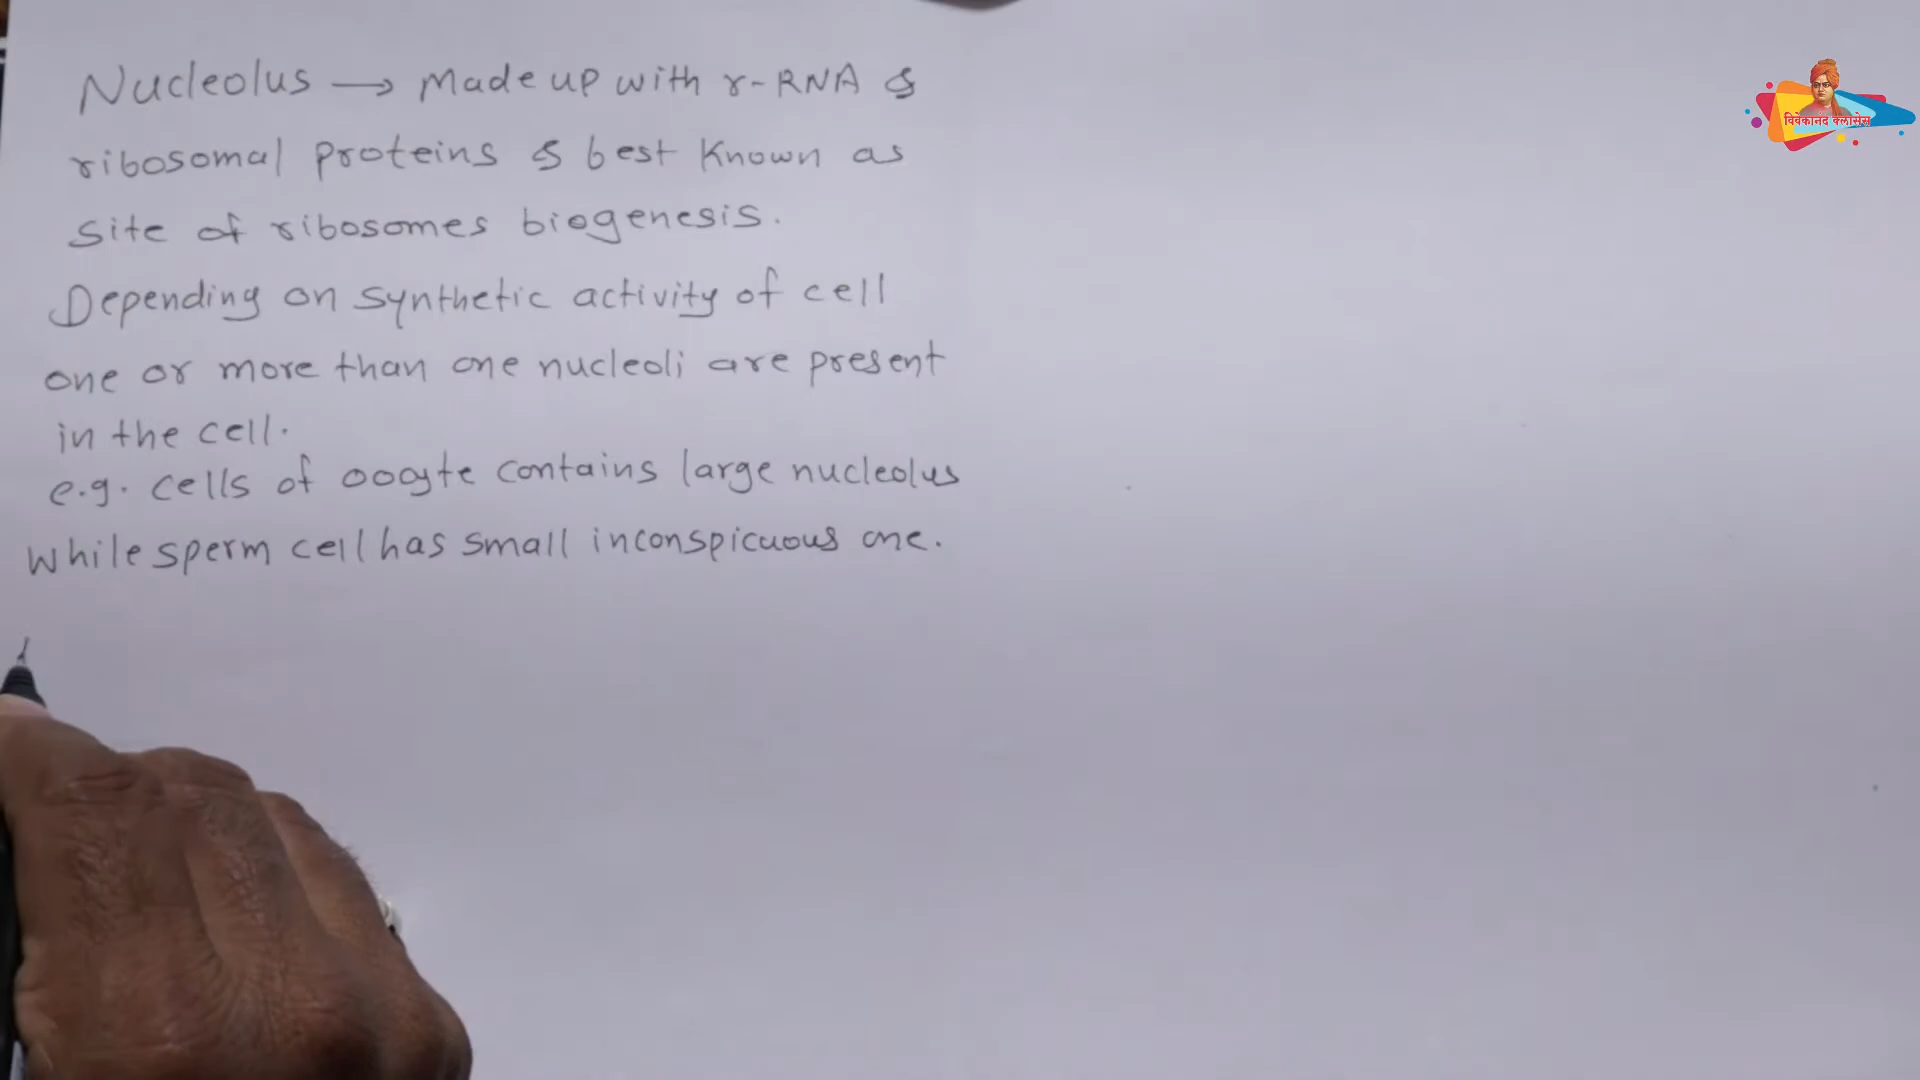 Nucleolus → Made up with r-RNA &
ribosomal proteins & best known as
site of ribosomes biogenesis.
Depending on synthetic activity of cell
one or more than one nucleoli are present
in the cell.
e.g. cells of oocyte contains large nucleolus
while sperm cell has small inconspicuous one.
विवेकानंद क्लासेस